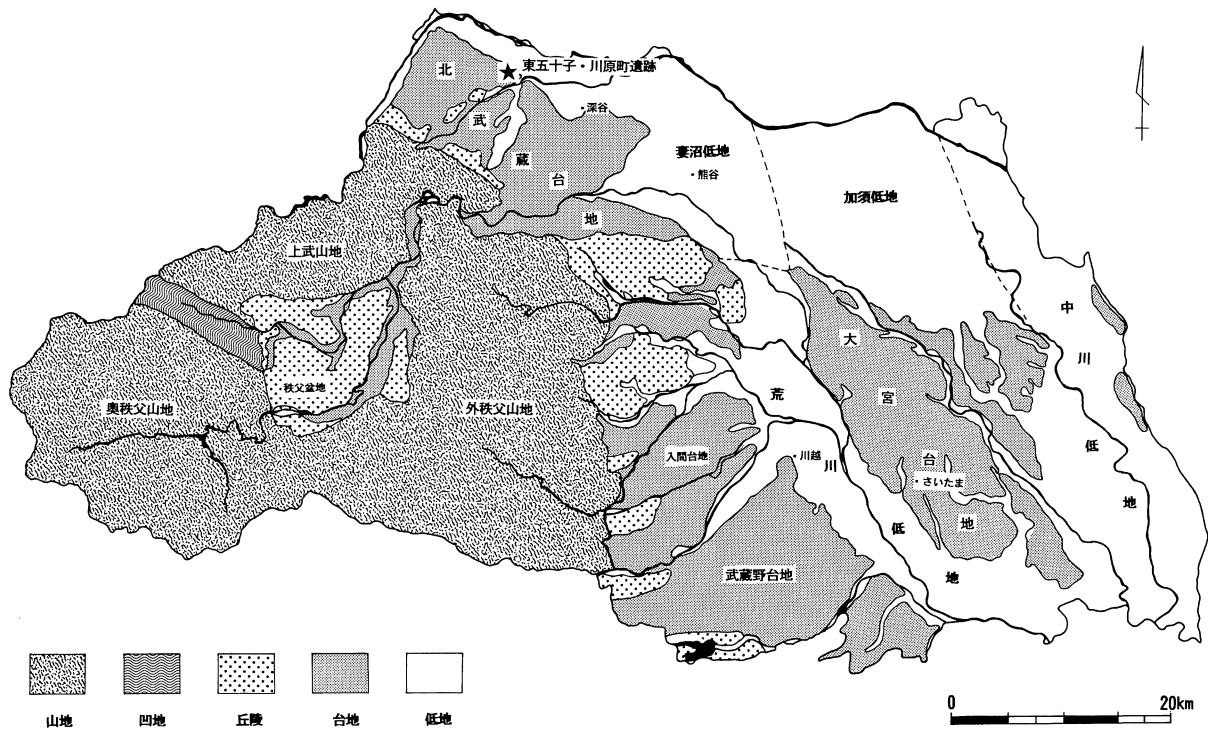 東五十子・川原町遺跡
北武蔵台地
・深谷
妻沼低地
・熊谷
加須低地
上武山地
中川低地
大宮台地
秩父盆地
奥秩父山地
外秩父山地
荒川低地
入間台地
・川越
・さいたま
武蔵野台地
山地
凹地
丘陵
台地
低地
0
20km